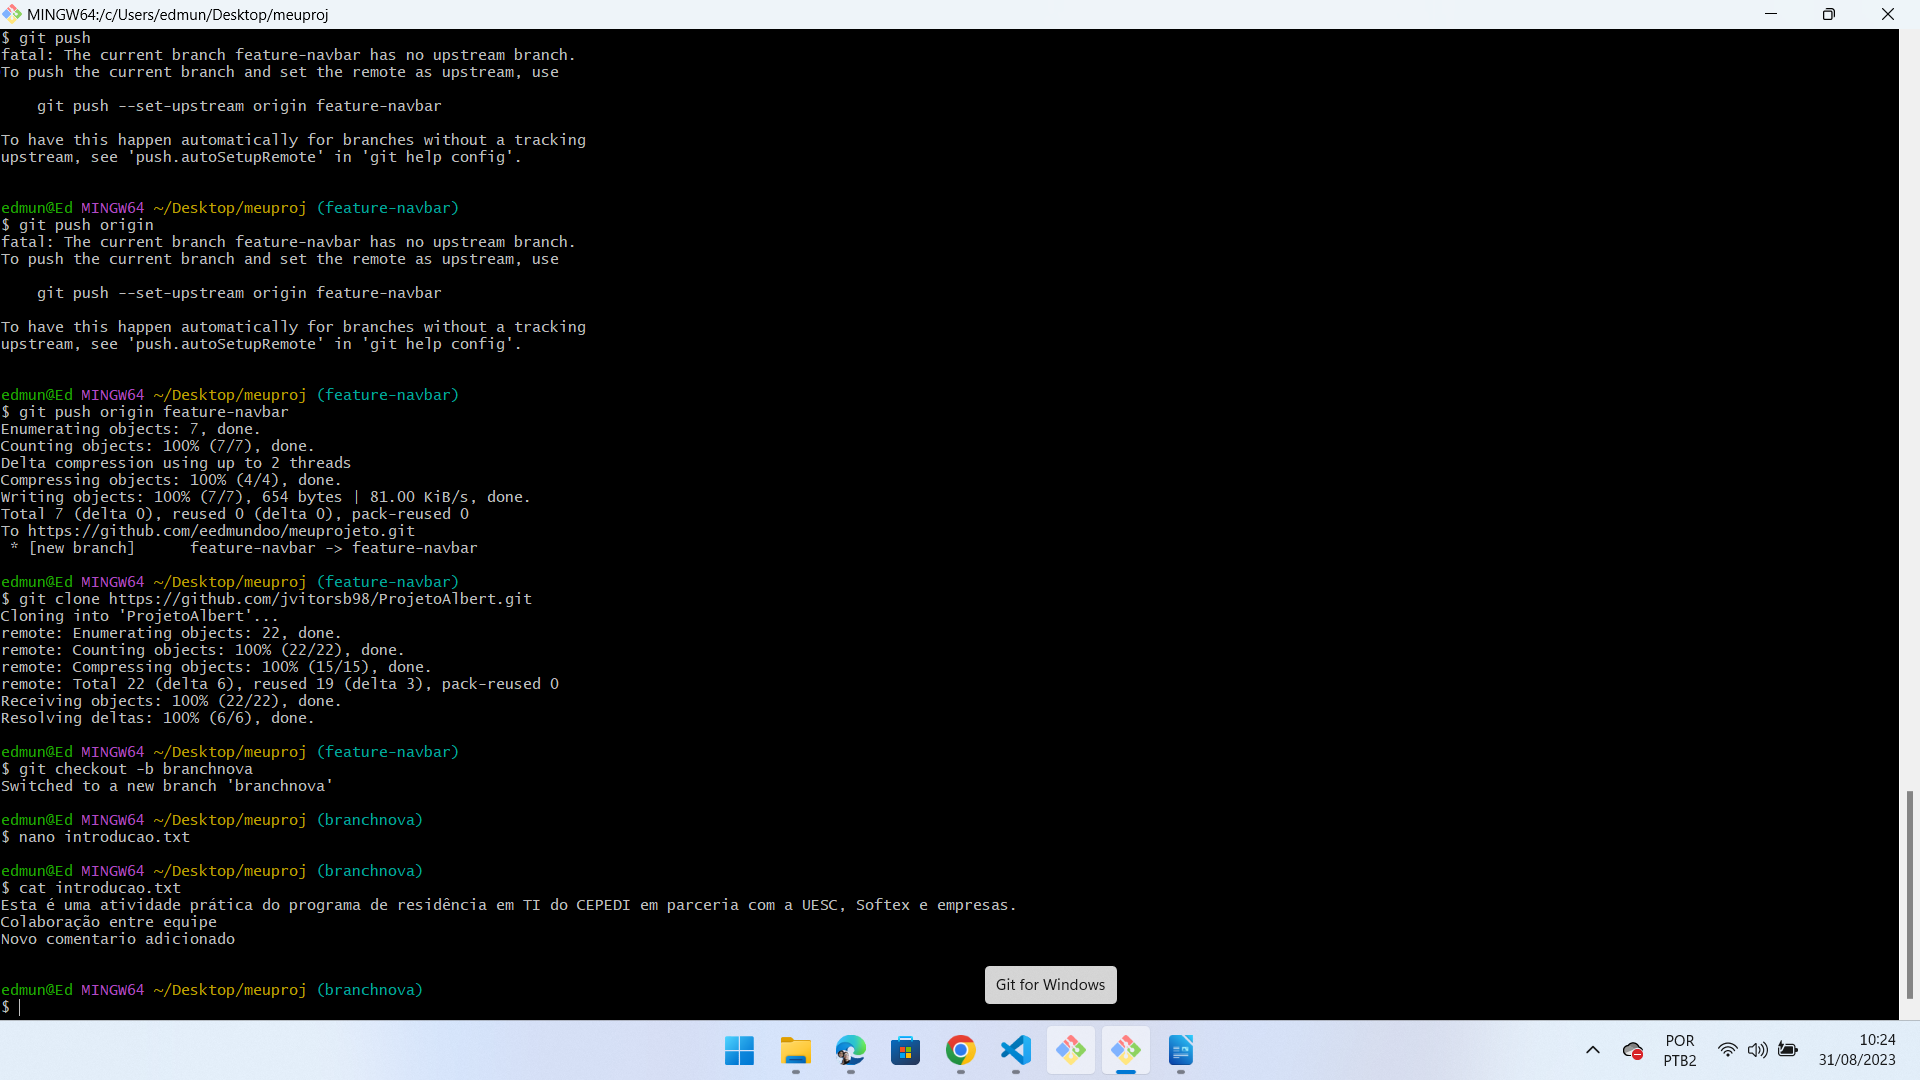 MINGW64:/c/Users/edmun/Desktop/meuproj
$ git push
fatal: The current branch feature-navbar has no upstream branch.
To push the current branch and set the remote as upstream, use
    git push --set-upstream origin feature-navbar
To have this happen automatically for branches without a tracking
upstream, see 'push.autoSetupRemote' in 'git help config'.
edmun@Ed MINGW64 ~/Desktop/meuproj (feature-navbar)
$ git push origin
fatal: The current branch feature-navbar has no upstream branch.
To push the current branch and set the remote as upstream, use
    git push --set-upstream origin feature-navbar
To have this happen automatically for branches without a tracking
upstream, see 'push.autoSetupRemote' in 'git help config'.
edmun@Ed MINGW64 ~/Desktop/meuproj (feature-navbar)
$ git push origin feature-navbar
Enumerating objects: 7, done.
Counting objects: 100% (7/7), done.
Delta compression using up to 2 threads
Compressing objects: 100% (4/4), done.
Writing objects: 100% (7/7), 654 bytes | 81.00 KiB/s, done.
Total 7 (delta 0), reused 0 (delta 0), pack-reused 0
To https://github.com/eedmundoo/meuprojeto.git
 * [new branch]      feature-navbar -> feature-navbar
edmun@Ed MINGW64 ~/Desktop/meuproj (feature-navbar)
$ git clone https://github.com/jvitorsb98/ProjetoAlbert.git
Cloning into 'ProjetoAlbert'...
remote: Enumerating objects: 22, done.
remote: Counting objects: 100% (22/22), done.
remote: Compressing objects: 100% (15/15), done.
remote: Total 22 (delta 6), reused 19 (delta 3), pack-reused 0
Receiving objects: 100% (22/22), done.
Resolving deltas: 100% (6/6), done.
edmun@Ed MINGW64 ~/Desktop/meuproj (feature-navbar)
$ git checkout -b branchnova
Switched to a new branch 'branchnova'
edmun@Ed MINGW64 ~/Desktop/meuproj (branchnova)
$ nano introducao.txt
edmun@Ed MINGW64 ~/Desktop/meuproj (branchnova)
$ cat introducao.txt
Esta é uma atividade prática do programa de residência em TI do CEPEDI em parceria com a UESC, Softex e empresas.
Colaboração entre equipe
Novo comentario adicionado
edmun@Ed MINGW64 ~/Desktop/meuproj (branchnova)
$
Git for Windows
POR
PTB2
10:24
31/08/2023